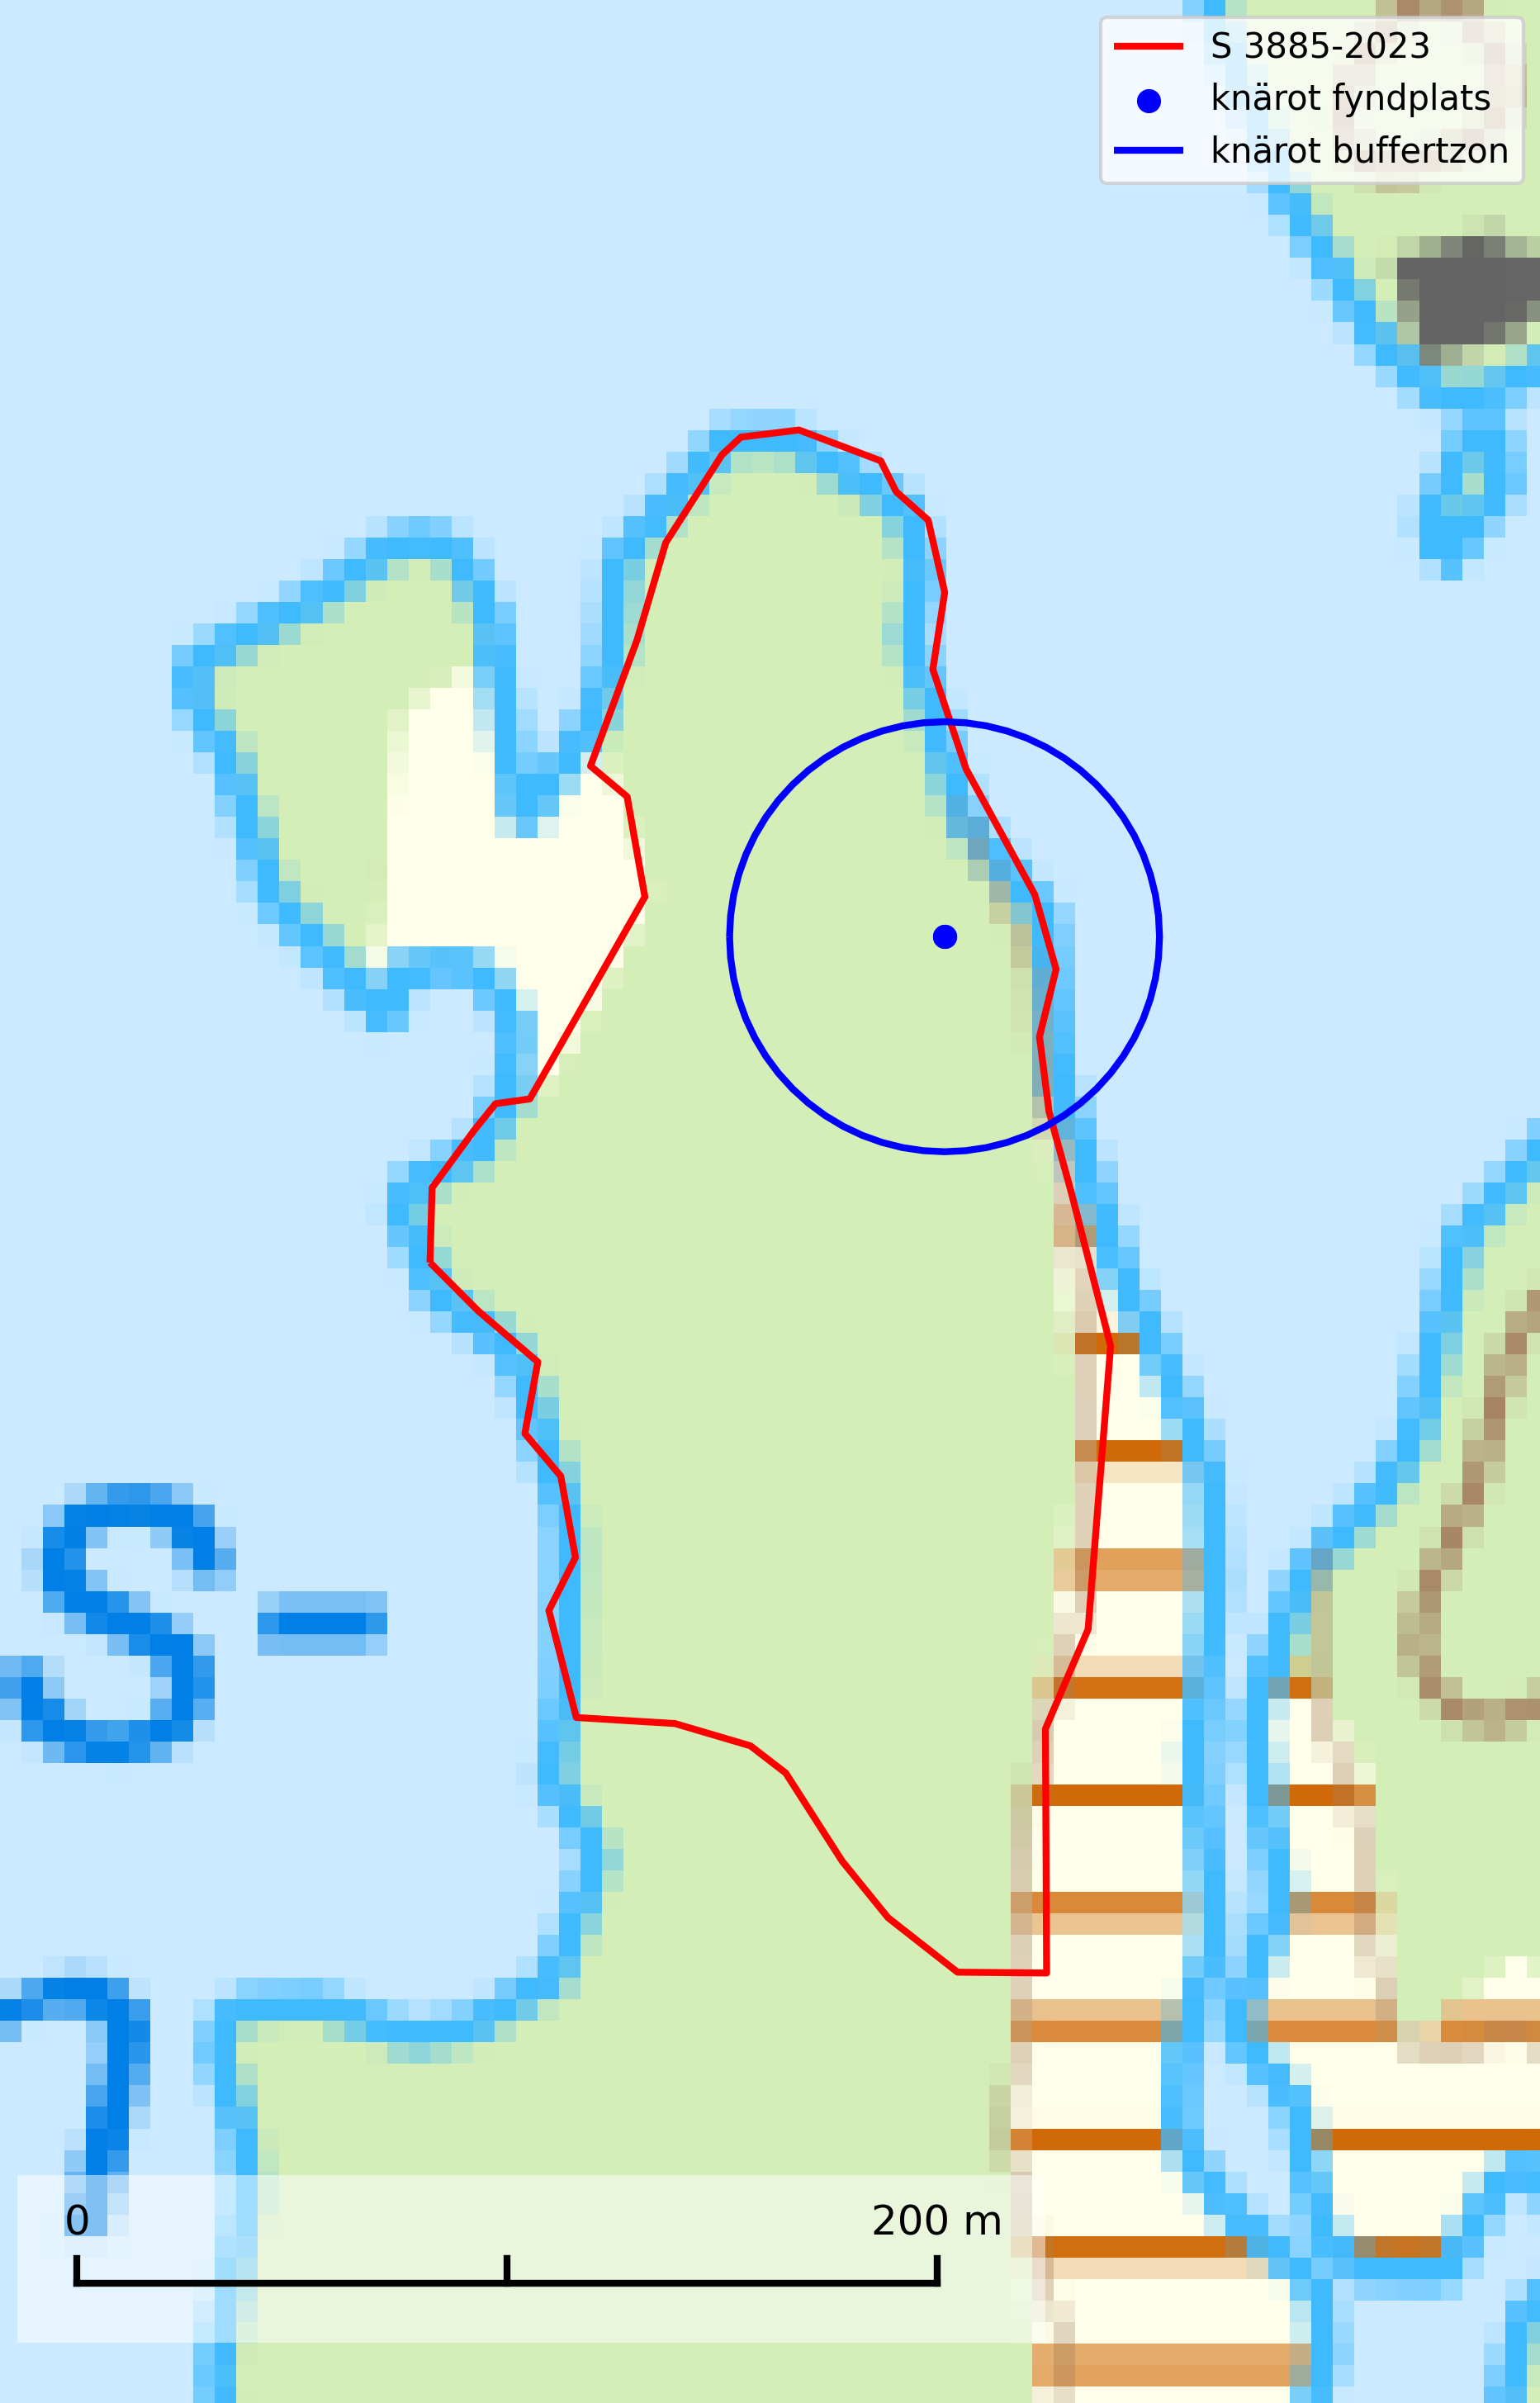 S 3885-2023
knärot fyndplats
knärot buffertzon
S-
0
200 m